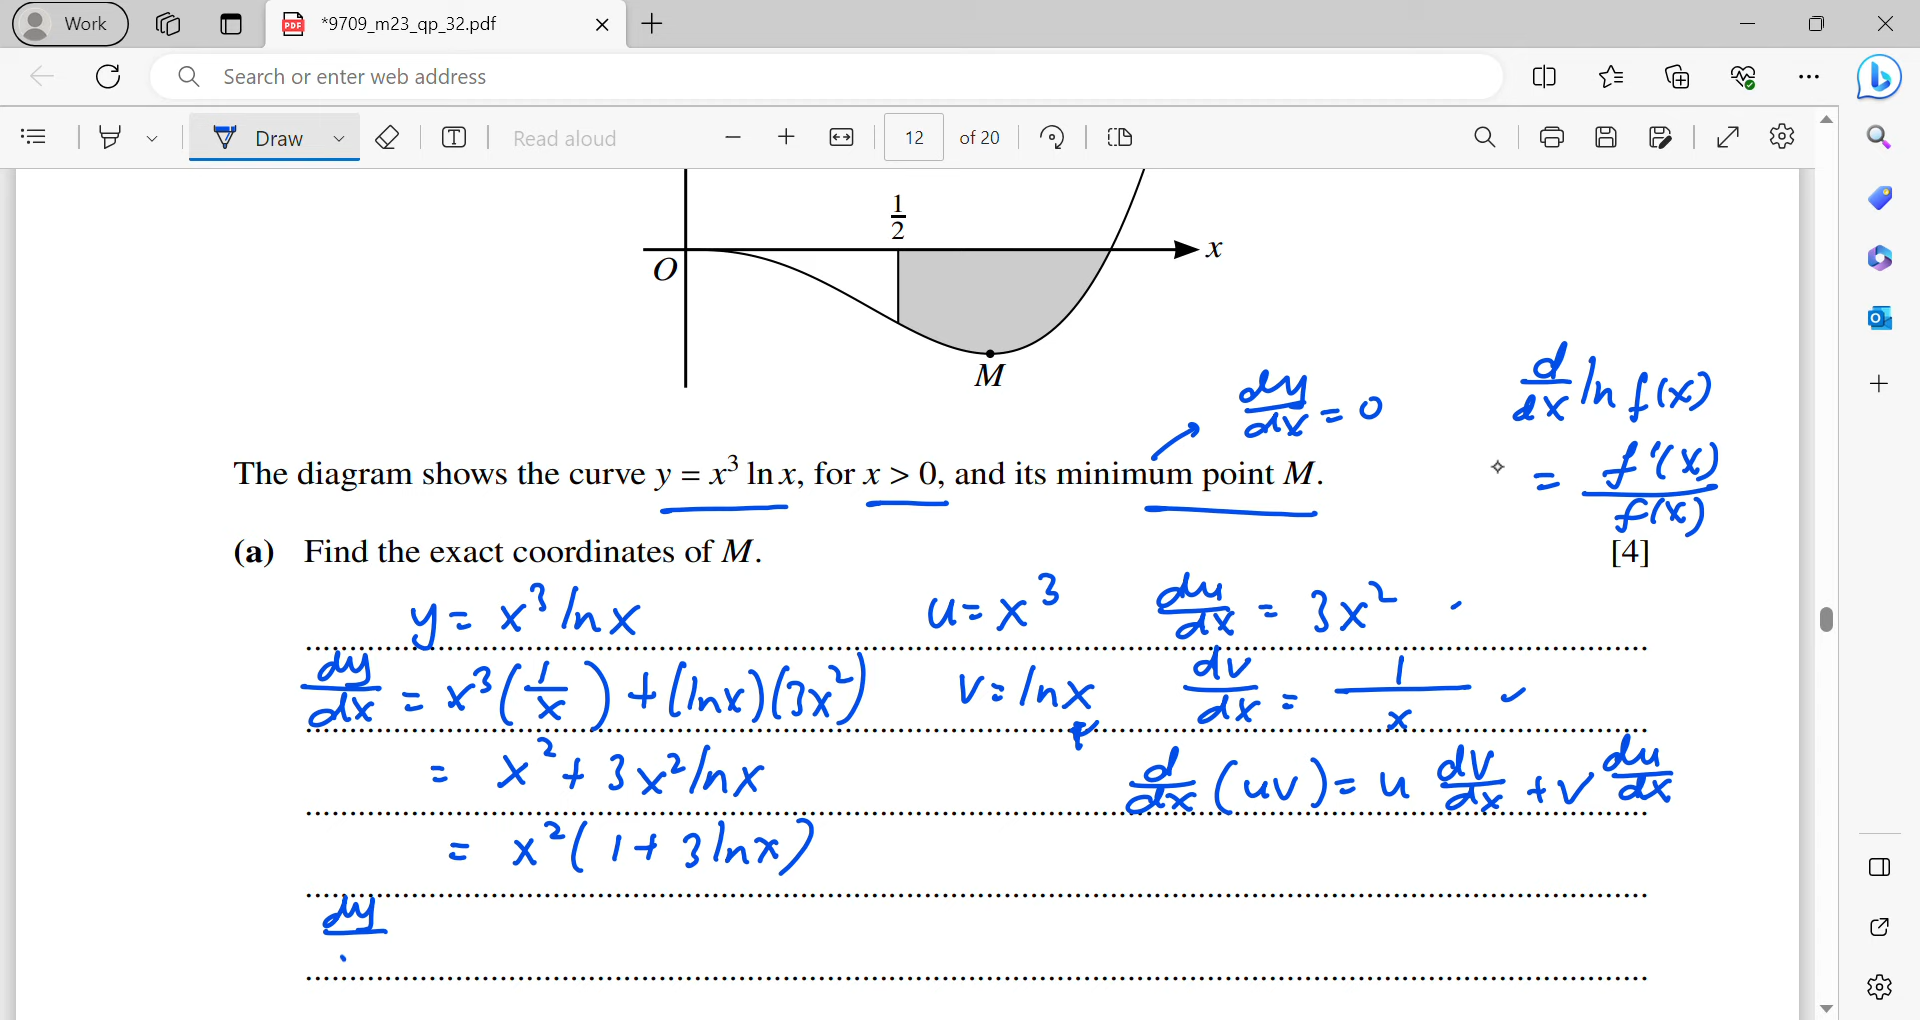 Work
*9709_m23_qp_32.pdf
Search or enter web address
Draw
Read aloud
12 of 20
1/2
O
x
M
dy/dx = 0
d/dx ln f(x)
= f'(x)/f(x)
The diagram shows the curve y = x³ ln x, for x > 0, and its minimum point M.
(a) Find the exact coordinates of M. [4]
y = x³ ln x u = x³ du/dx = 3x²
dy/dx = x³(1/x) + (ln x)(3x²) v = ln x dv/dx = 1/x
= x² + 3x² ln x d/dx (uv) = u dv/dx + v du/dx
= x²(1 + 3 ln x)
dy